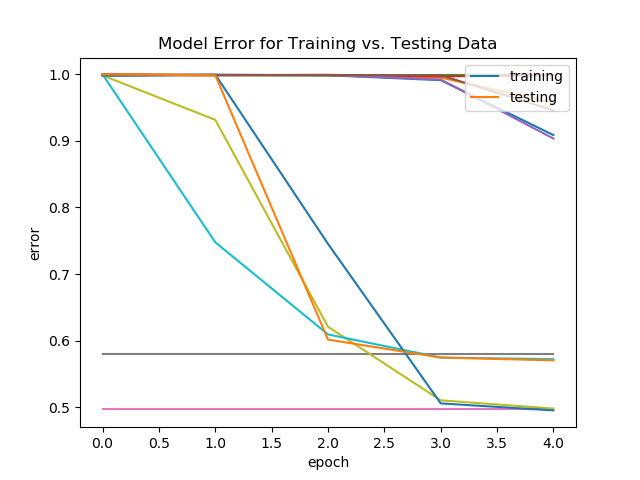 Model Error for Training vs. Testing Data
training
testing
1.0
0.9
0.8
0.7
0.6
0.5
error
0.0 0.5 1.0 1.5 2.0 2.5 3.0 3.5 4.0
epoch